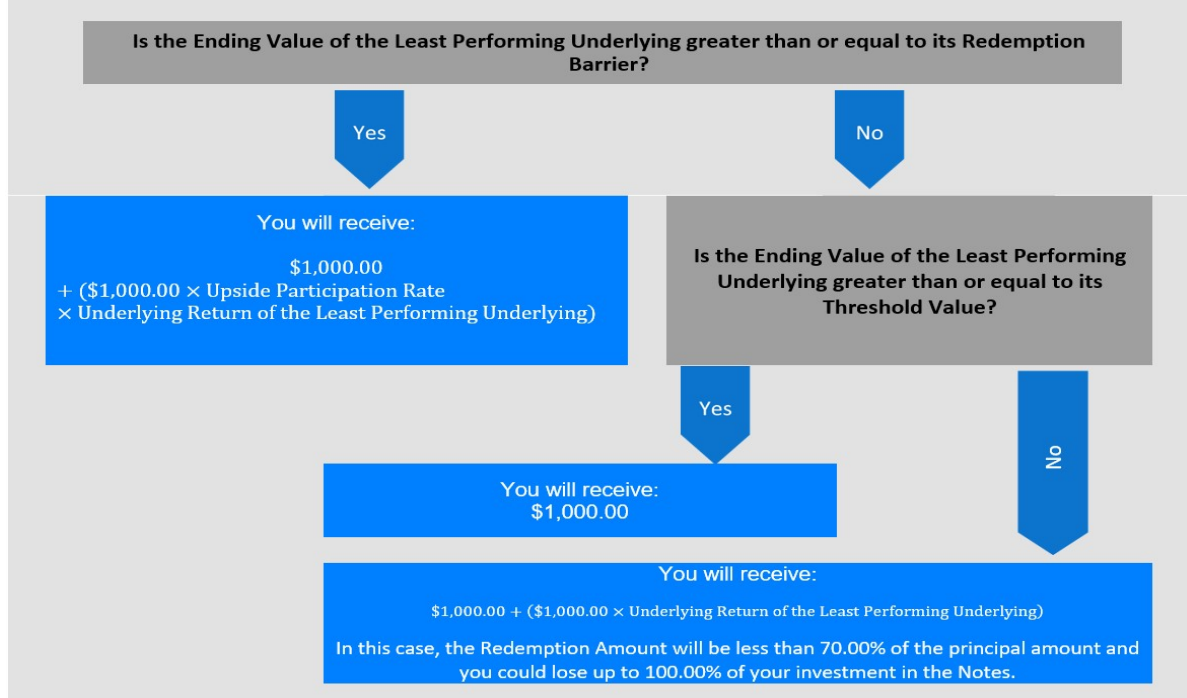 Is the Ending Value of the Least Performing Underlying greater than or equal to its Redemption
Barrier?
Yes
No
You will receive:
$1,000.00
+ ($1,000.00 × Upside Participation Rate
× Underlying Return of the Least Performing Underlying)
Is the Ending Value of the Least Performing
Underlying greater than or equal to its
Threshold Value?
Yes
No
You will receive:
$1,000.00
You will receive:
$1,000.00 + ($1,000.00 × Underlying Return of the Least Performing Underlying)
In this case, the Redemption Amount will be less than 70.00% of the principal amount and
you could lose up to 100.00% of your investment in the Notes.